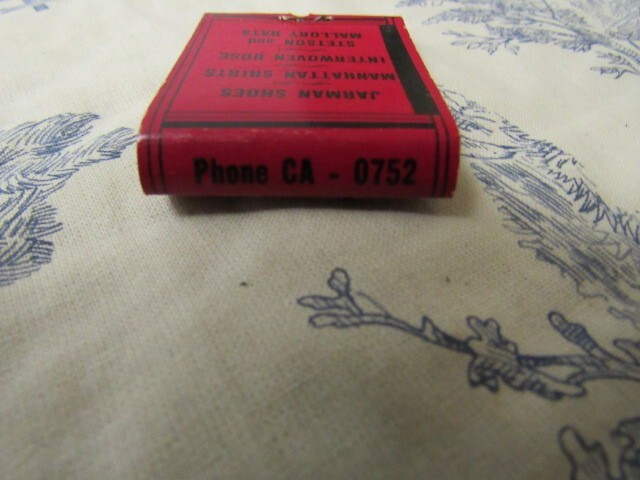 Phone CA - 0752
JARMAN SHOES
MANHATTAN SHIRTS
INTERWOVEN HOSE
STETSON and
MALLORY HATS